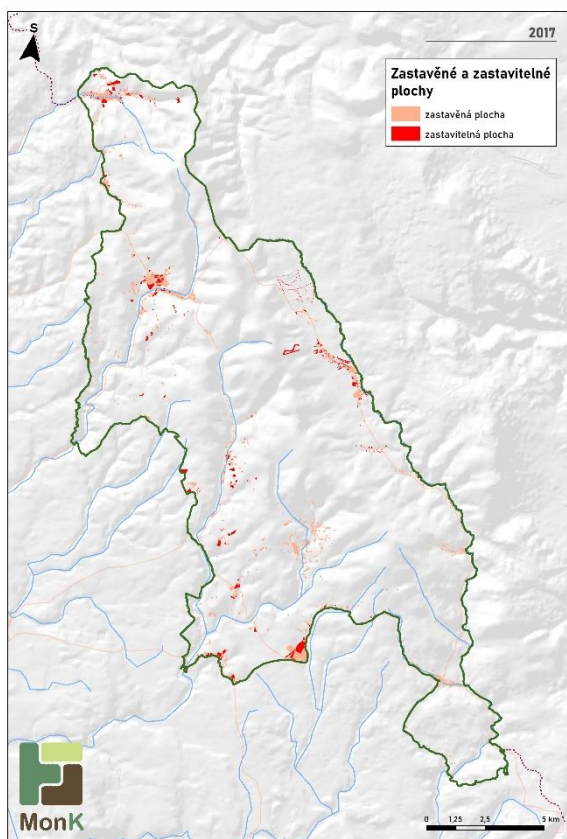 2017
S
Zastavěné a zastavitelné
plochy
zastavěná plocha
zastavitelná plocha
MonK
0 1,25 2,5 5 km